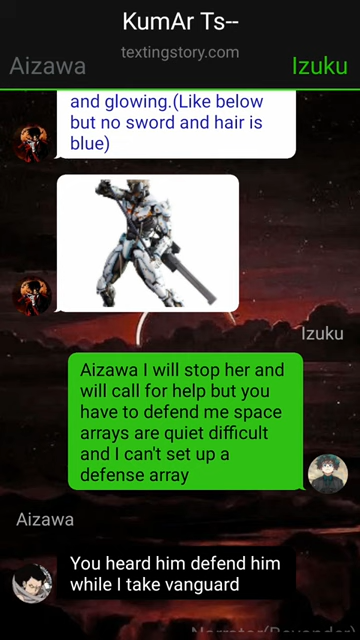 KumAr Ts--
textingstory.com
Aizawa
Izuku
and glowing.(Like below
but no sword and hair is
blue)
Izuku
Aizawa I will stop her and
will call for help but you
have to defend me space
arrays are quiet difficult
and I can't set up a
defense array
Aizawa
You heard him defend him
while I take vanguard